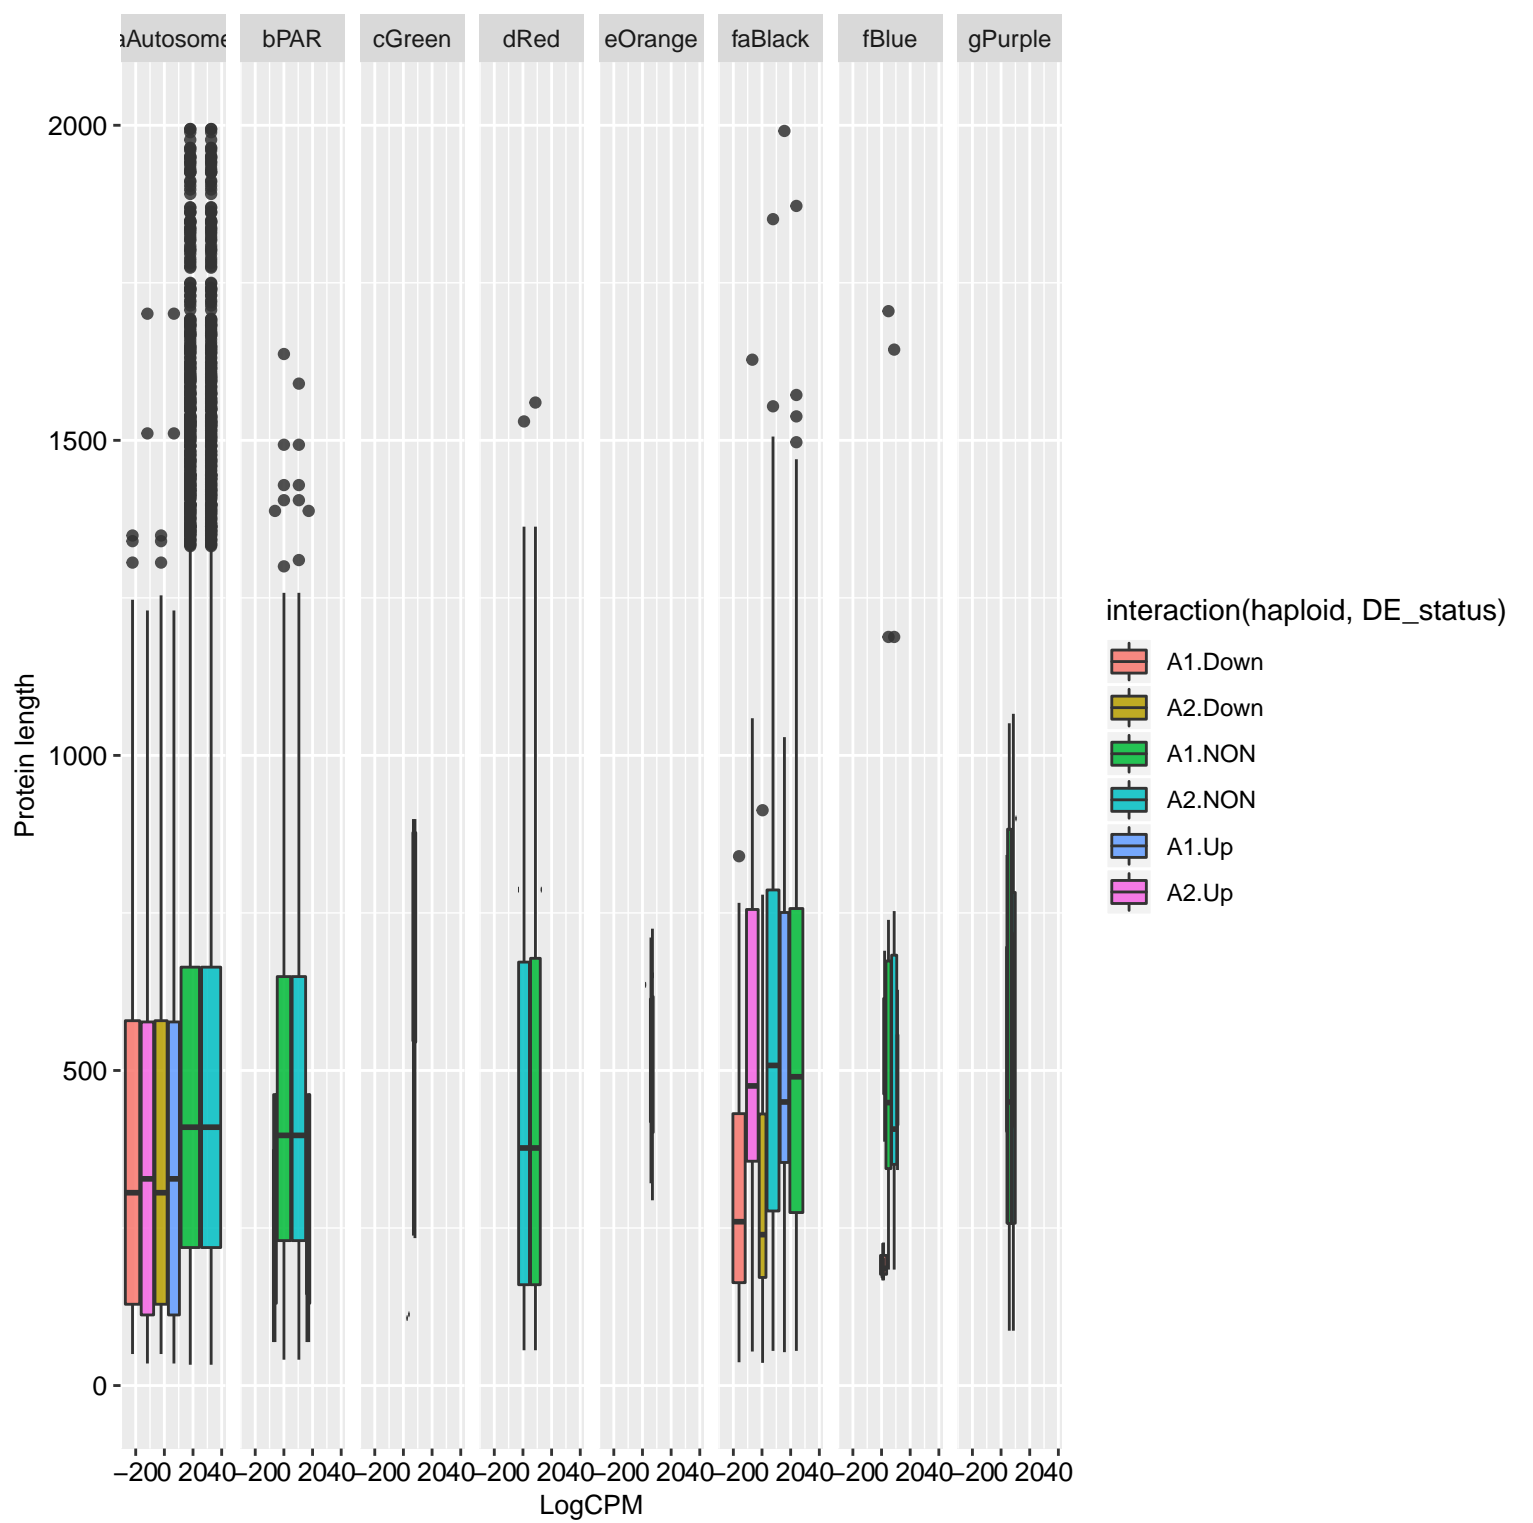 aAutosome bPAR cGreen dRed eOrange faBlack fBlue gPurple
2000
1500
1000
500
0
Protein length
−200 2040 −200 2040 −200 2040 −200 2040 −200 2040 −200 2040 −200 2040 −200 2040
LogCPM
interaction(haploid, DE_status)
A1.Down
A2.Down
A1.NON
A2.NON
A1.Up
A2.Up